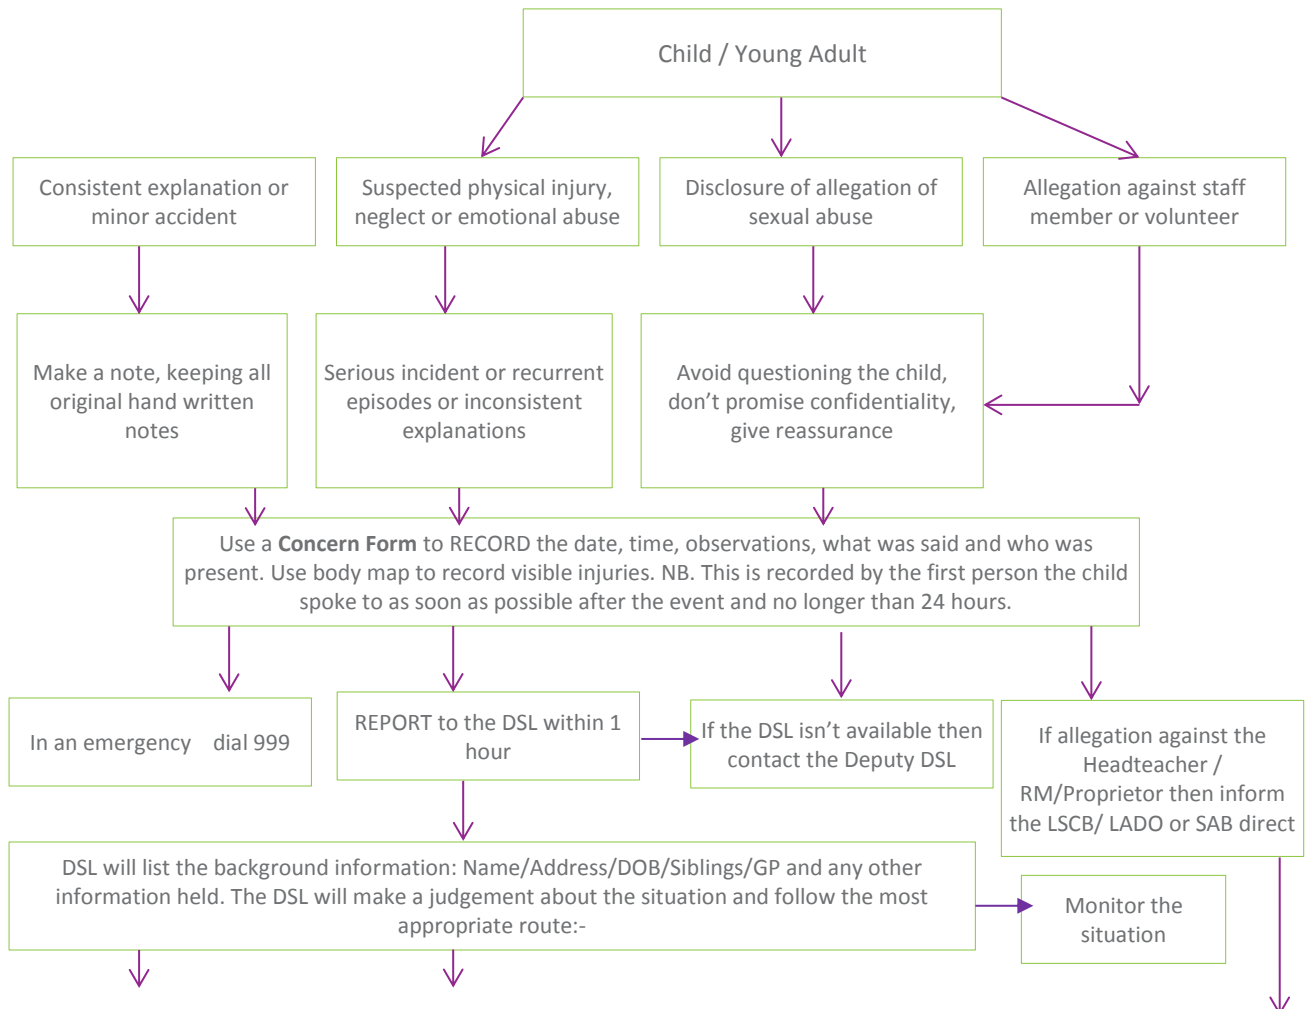 Child / Young Adult
Consistent explanation or
minor accident
Suspected physical injury,
neglect or emotional abuse
Disclosure of allegation of
sexual abuse
Allegation against staff
member or volunteer
Make a note, keeping all
original hand written
notes
Serious incident or recurrent
episodes or inconsistent
explanations
Avoid questioning the child,
don’t promise confidentiality,
give reassurance
Use a Concern Form to RECORD the date, time, observations, what was said and who was
present. Use body map to record visible injuries. NB. This is recorded by the first person the child
spoke to as soon as possible after the event and no longer than 24 hours.
In an emergency dial 999
REPORT to the DSL within 1
hour
If the DSL isn’t available then
contact the Deputy DSL
If allegation against the
Headteacher /
RM/Proprietor then inform
the LSCB/ LADO or SAB direct
DSL will list the background information: Name/Address/DOB/Siblings/GP and any other
information held. The DSL will make a judgement about the situation and follow the most
appropriate route:-
Monitor the
situation